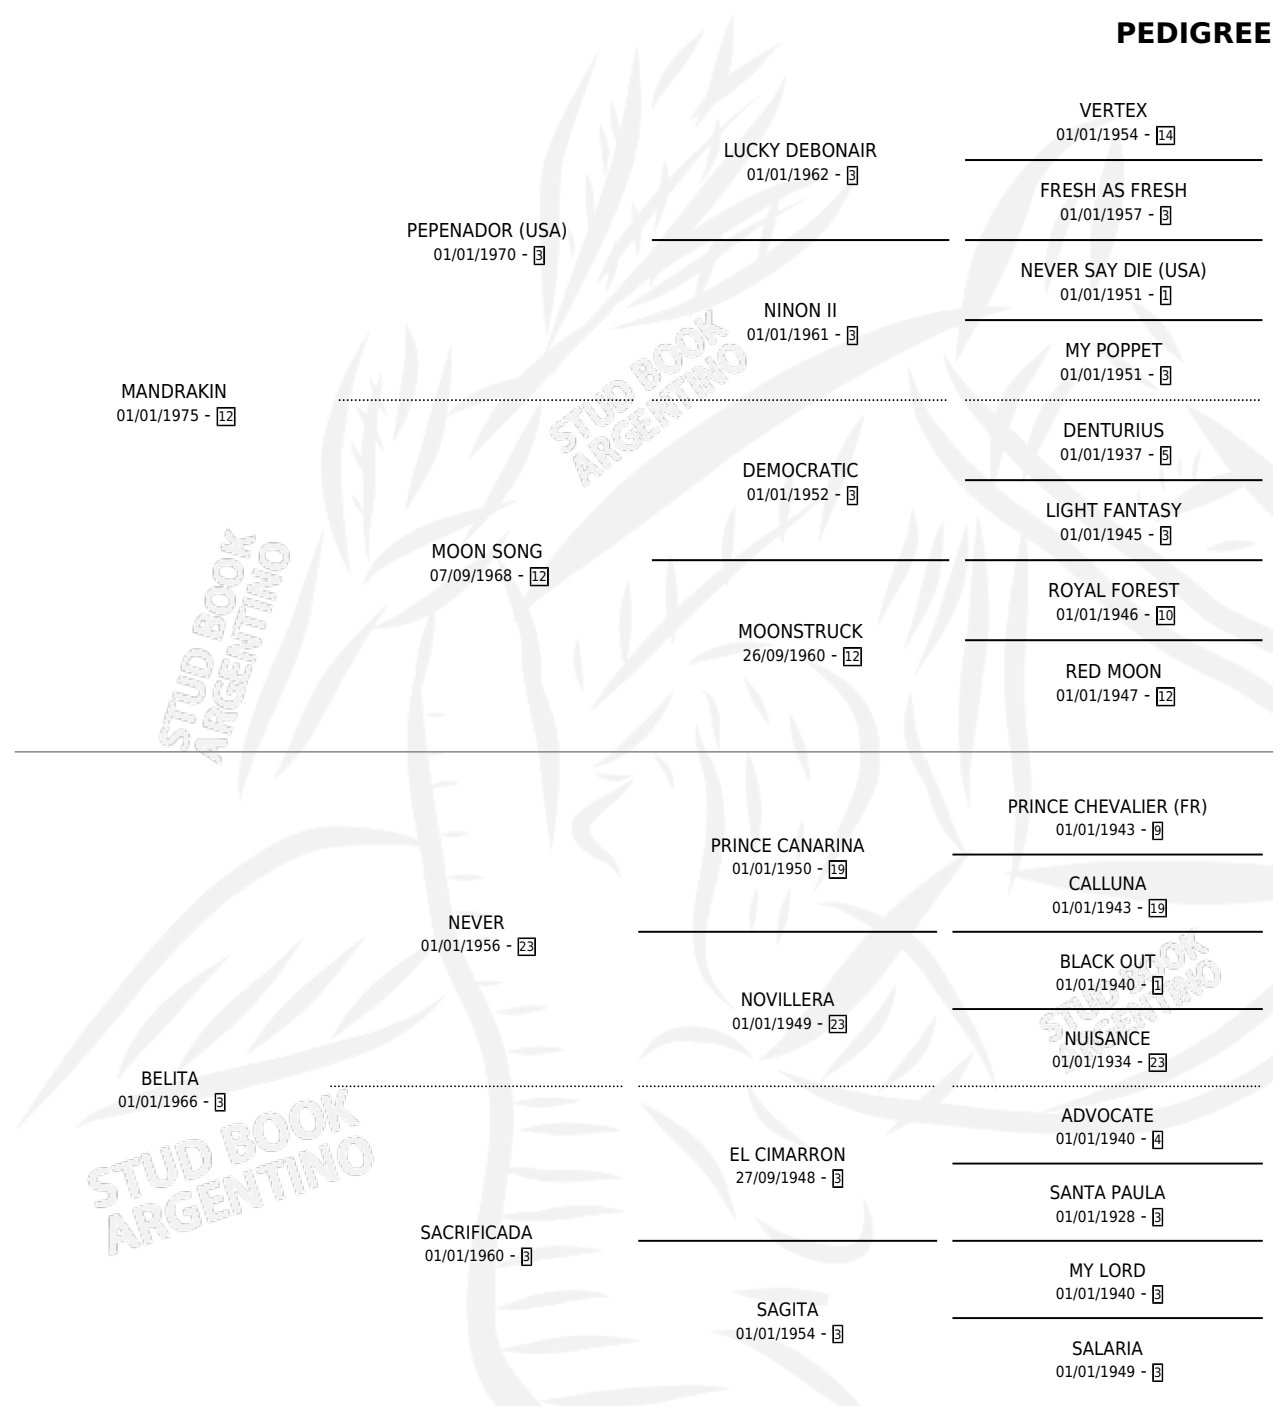 PEDIGREE
VERTEX
01/01/1954 - 14
LUCKY DEBONAIR
01/01/1962 - 3
FRESH AS FRESH
01/01/1957 - 3
PEPENADOR (USA)
01/01/1970 - 3
NEVER SAY DIE (USA)
01/01/1951 - 1
NINON II
01/01/1961 - 3
MY POPPET
01/01/1951 - 3
MANDRAKIN
01/01/1975 - 12
DENTURIUS
01/01/1937 - 5
DEMOCRATIC
01/01/1952 - 3
LIGHT FANTASY
01/01/1945 - 3
MOON SONG
07/09/1968 - 12
ROYAL FOREST
01/01/1946 - 10
MOONSTRUCK
26/09/1960 - 12
RED MOON
01/01/1947 - 12
PRINCE CHEVALIER (FR)
01/01/1943 - 9
PRINCE CANARINA
01/01/1950 - 19
CALLUNA
01/01/1943 - 19
NEVER
01/01/1956 - 23
BLACK OUT
01/01/1940 - 1
NOVILLERA
01/01/1949 - 23
NUISANCE
01/01/1934 - 23
BELITA
01/01/1966 - 3
ADVOCATE
01/01/1940 - 4
EL CIMARRON
27/09/1948 - 3
SANTA PAULA
01/01/1928 - 3
SACRIFICADA
01/01/1960 - 3
MY LORD
01/01/1940 - 3
SAGITA
01/01/1954 - 3
SALARIA
01/01/1949 - 3
STUD BOOK
ARGENTINO
STUD BOOK
ARGENTINO
STUD BOOK
ARGENTINO
STUD BOOK
ARGENTINO